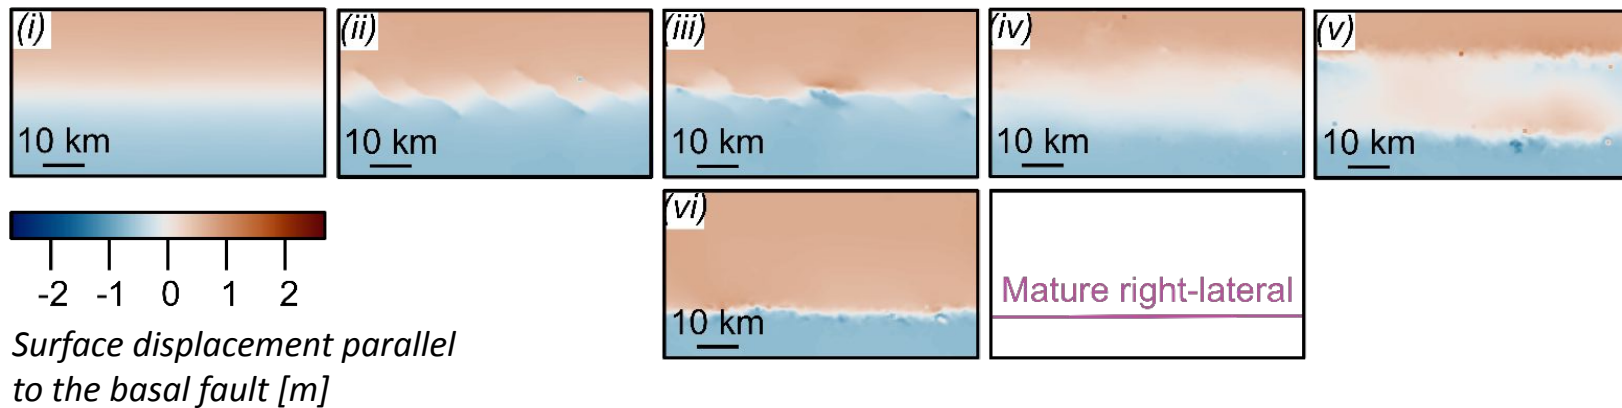 (i)
(ii)
(iii)
(iv)
(v)
10 km
10 km
10 km
10 km
10 km
(vi)
10 km
Mature right-lateral
-2 -1 0 1 2
Surface displacement parallel
to the basal fault [m]